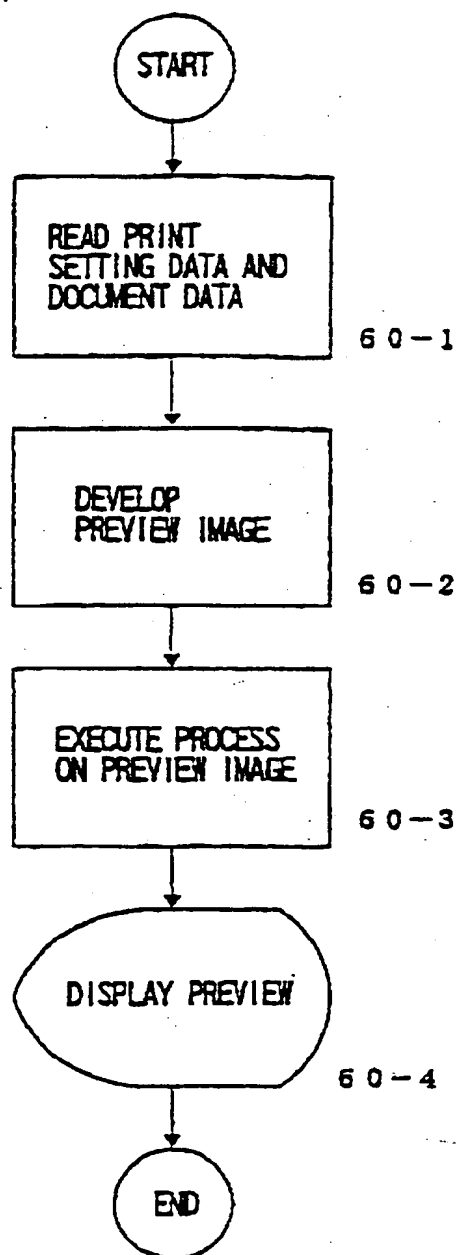 START
READ PRINT
SETTING DATA AND
DOCUMENT DATA
60-1
DEVELOP
PREVIEW IMAGE
60-2
EXECUTE PROCESS
ON PREVIEW IMAGE
60-3
DISPLAY PREVIEW
60-4
END